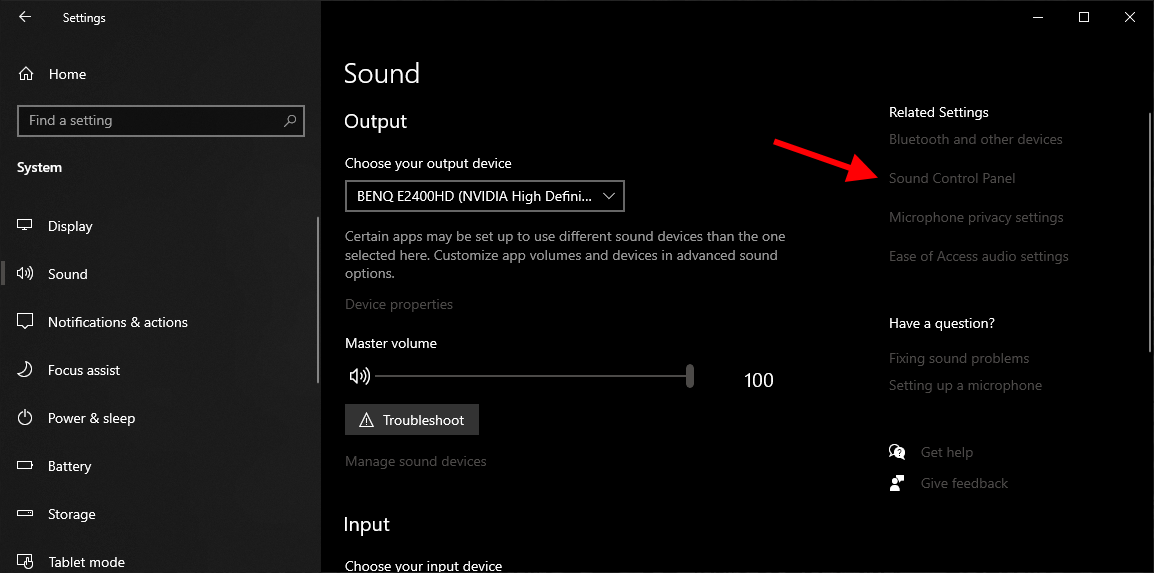 Settings
Home
Find a setting
System
Display
Sound
Notifications & actions
Focus assist
Power & sleep
Battery
Storage
Tablet mode
Sound
Output
Choose your output device
BENQ E2400HD (NVIDIA High Defini...
Certain apps may be set up to use different sound devices than the one
selected here. Customize app volumes and devices in advanced sound
options.
Device properties
Master volume
100
Troubleshoot
Manage sound devices
Input
Choose your input device
Related Settings
Bluetooth and other devices
Sound Control Panel
Microphone privacy settings
Ease of Access audio settings
Have a question?
Fixing sound problems
Setting up a microphone
Get help
Give feedback